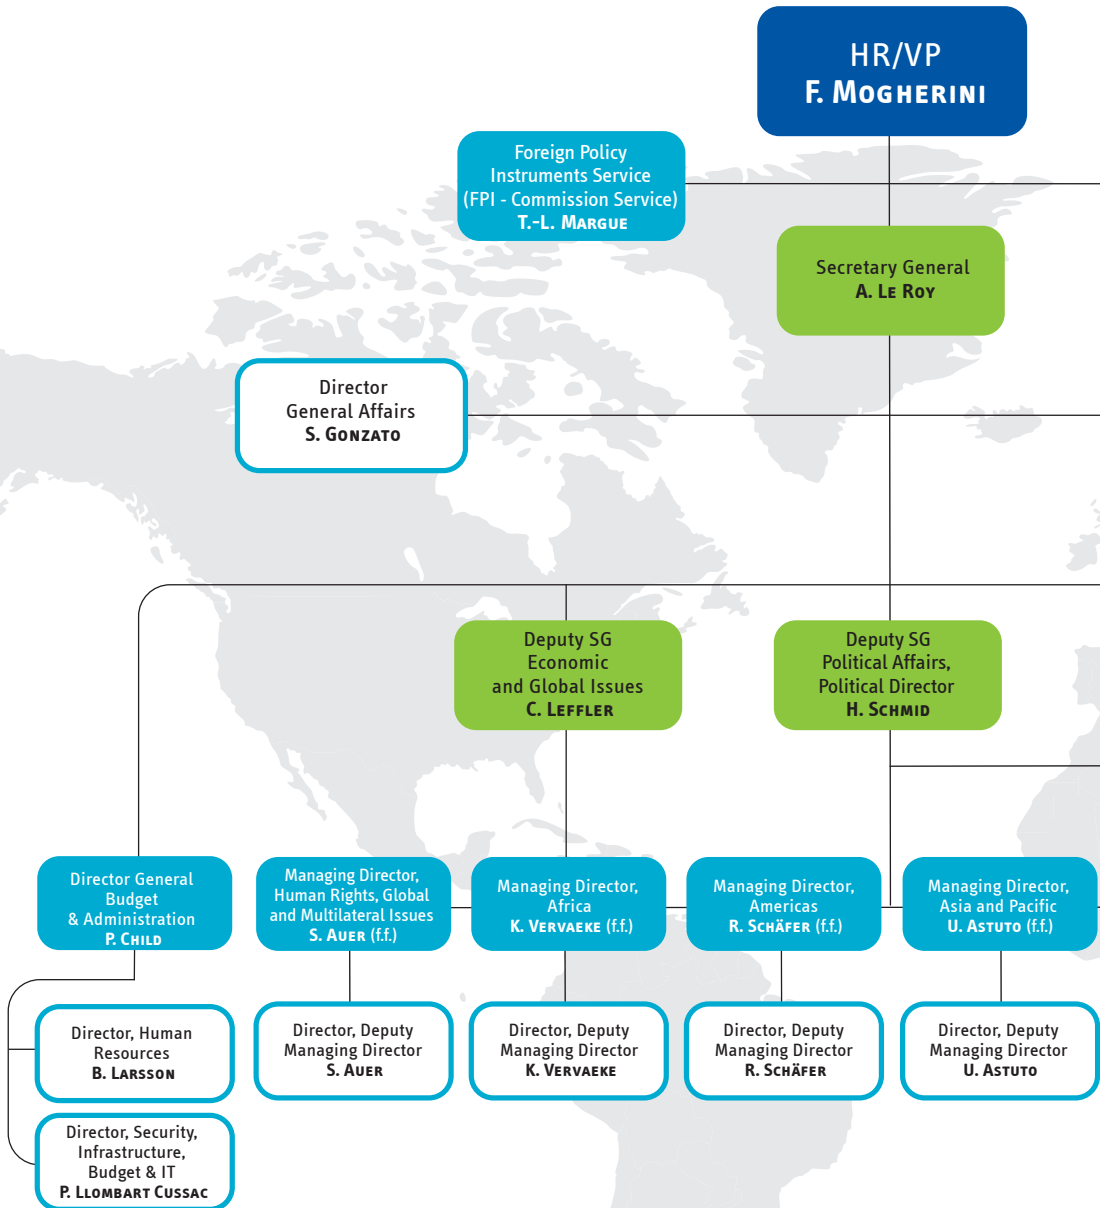 HR/VP
F. Mogherini
Foreign Policy
Instruments Service
(FPI - Commission Service)
T.-L. Margue
Secretary General
A. Le Roy
Director
General Affairs
S. Gonzato
Deputy SG
Economic
and Global Issues
C. Leffler
Deputy SG
Political Affairs,
Political Director
H. Schmid
Director General
Budget
& Administration
P. Child
Managing Director,
Human Rights, Global
and Multilateral Issues
S. Auer (f.f.)
Managing Director,
Africa
K. Vervaeke (f.f.)
Managing Director,
Americas
R. Schäfer (f.f.)
Managing Director,
Asia and Pacific
U. Astuto (f.f.)
Director, Human
Resources
B. Larsson
Director, Deputy
Managing Director
S. Auer
Director, Deputy
Managing Director
K. Vervaeke
Director, Deputy
Managing Director
R. Schäfer
Director, Deputy
Managing Director
U. Astuto
Director, Security,
Infrastructure,
Budget & IT
P. Llombart Cussac